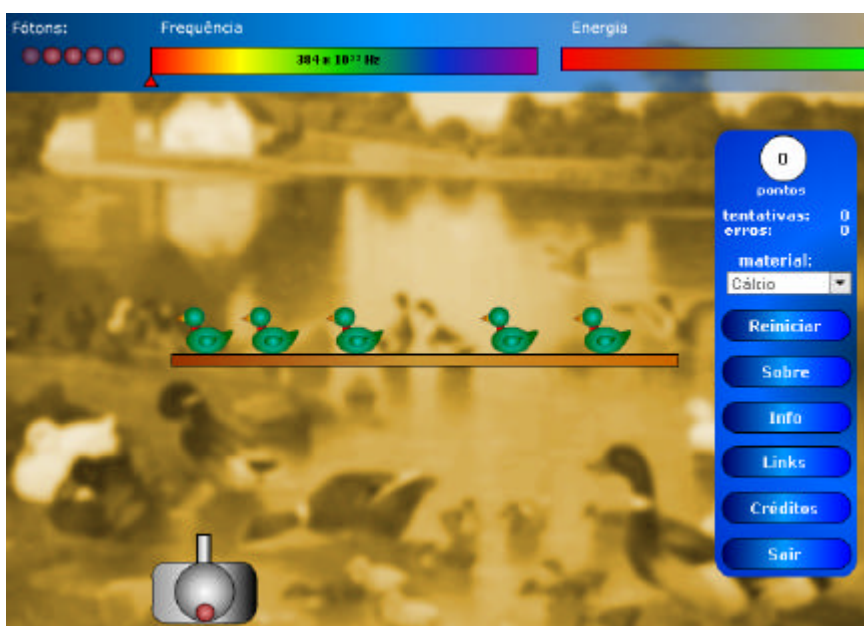 Fótons:
Frequência
Energia
384 x 10¹² Hz
0
pontos
tentativas: 0
erros: 0
material:
Cálcio
Reiniciar
Sobre
Info
Links
Créditos
Sair